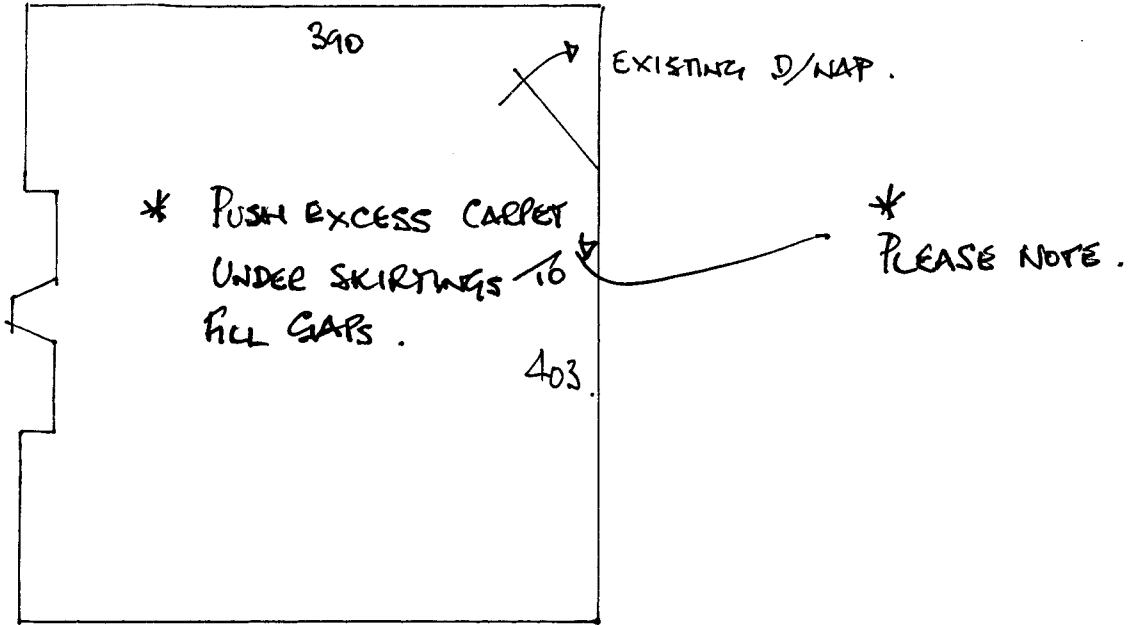 390
EXISTING D/NAP.
* PUSH EXCESS CARPET
UNDER SKIRTINGS TO
FILL GAPS.
*
PLEASE NOTE.
403.